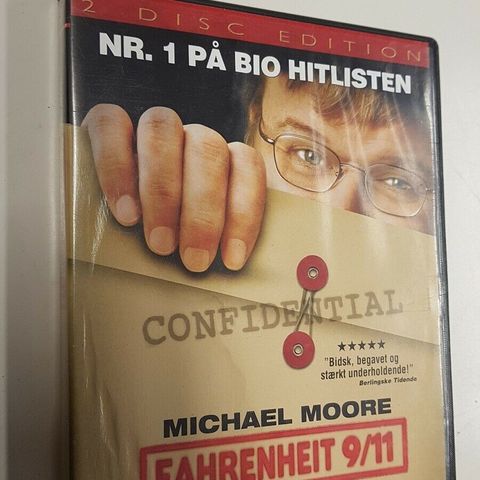 2 DISC EDITION
NR. 1 PÅ BIO HITLISTEN
CONFIDENTIAL
★★★★★
"Bidsk, begavet og
stærkt underholdende!"
Berlingske Tidende
MICHAEL MOORE
FAHRENHEIT 9/11